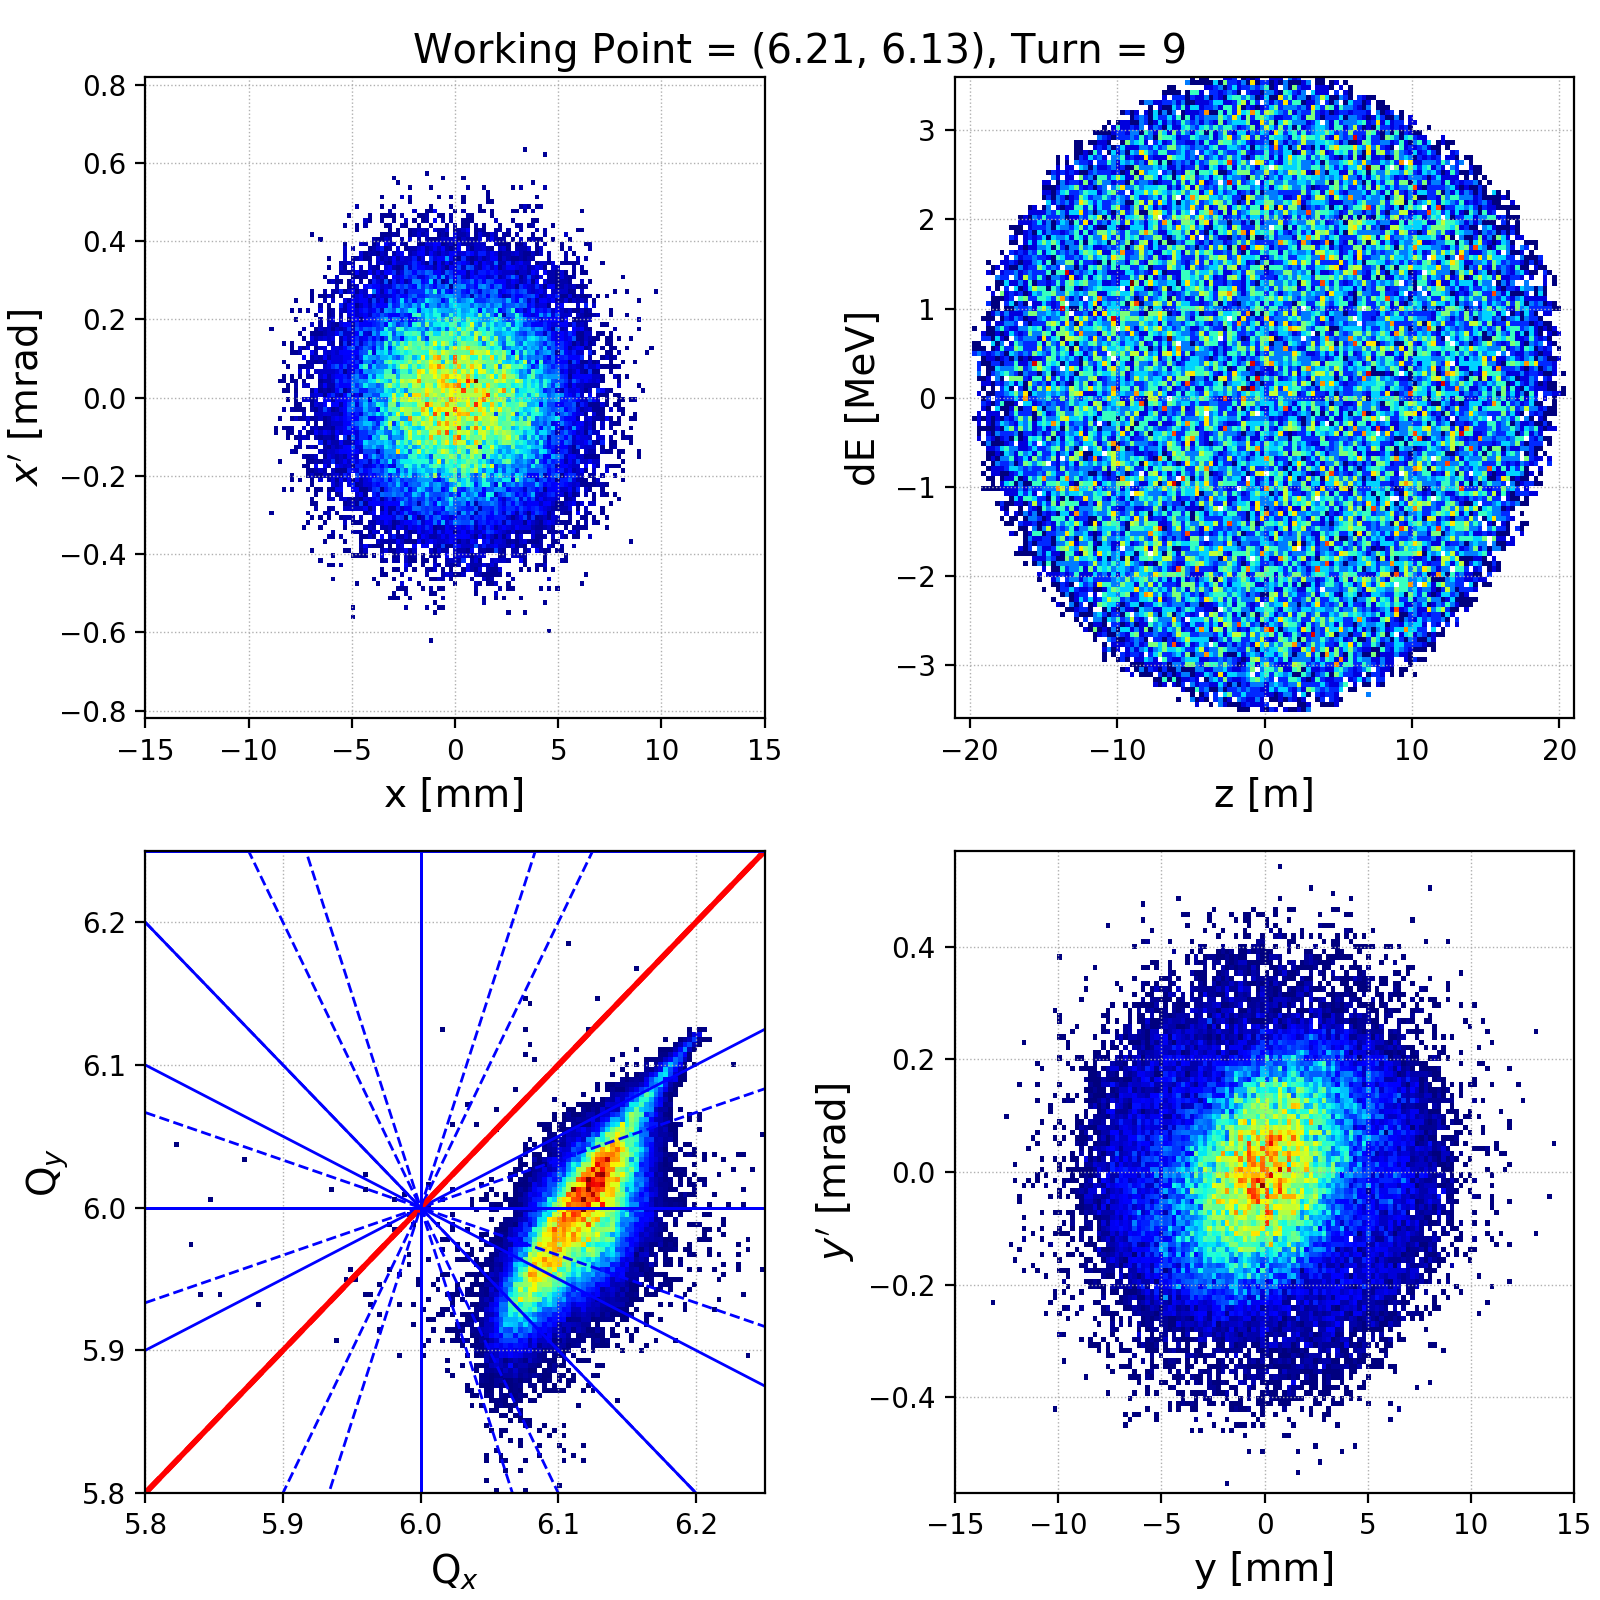 Working Point = (6.21, 6.13), Turn = 9
0.8
0.6
0.4
0.2
0.0
−0.2
−0.4
−0.6
−0.8
x′ [mrad]
−15 −10 −5 0 5 10 15
x [mm]
3
2
1
0
−1
−2
−3
dE [MeV]
−20 −10 0 10 20
z [m]
6.2
6.1
6.0
5.9
5.8
Qy
5.8 5.9 6.0 6.1 6.2
Qx
0.4
0.2
0.0
−0.2
−0.4
y′ [mrad]
−15 −10 −5 0 5 10 15
y [mm]